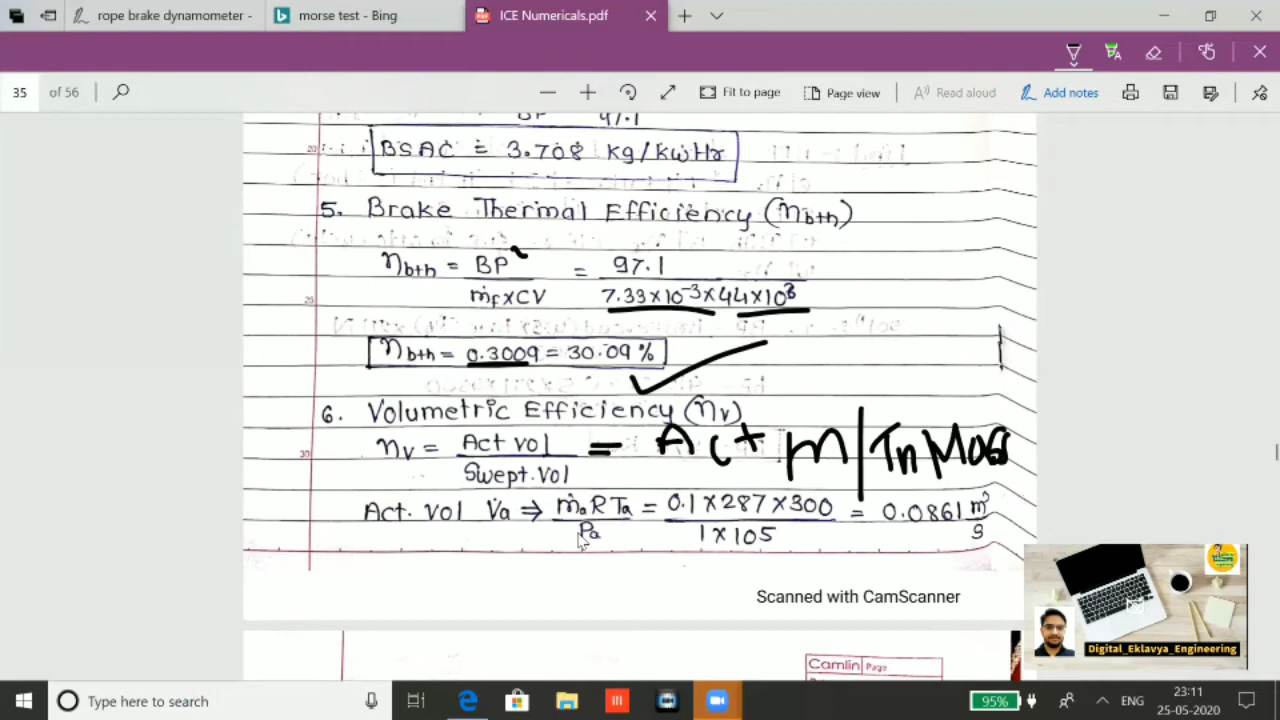 rope brake dynamometer -
morse test - Bing
ICE Numericals.pdf
35 of 56
Fit to page
Page view
Read aloud
Add notes
BP 97.1
BSAC = 3.708 kg/kwHr
5. Brake Thermal Efficiency (ηbth)
ηbth = BP = 97.1
ṁf×CV 7.33×10⁻³×44×10³
ηbth = 0.3009 = 30.09 %
6. Volumetric Efficiency (ηv)
ηv = Act vol = Act m / Th Mass
Swept.vol
Act. vol V̇a ⇒ ṁaRTa = 0.1×287×300 = 0.0861 m³
Pa 1×105 s
Scanned with CamScanner
Camlin Page
Digital_Eklavya_Engineering
Type here to search
95%
ENG
23:11
25-05-2020